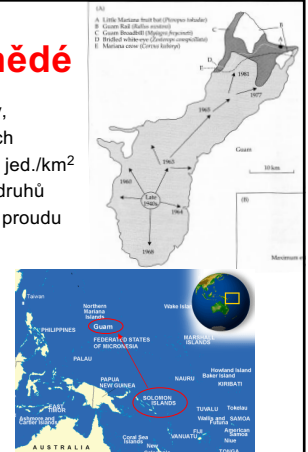 nědé
,
ch
jed./km2
druhů
proudu
(A)
A Little Mariana fruit bat (Pteropus tokudae)
B Guam Rail (Rallus owstoni)
C Guam Broadbill (Myiagra freycineti)
D Bridled white-eye (Zosterops conspicillata)
E Mariana crow (Corvus kubaryi)
C
B
A
D
E
1981
1977
1965
Guam
1963
1960
10 km
Late
1940s
1964
(B)
1968
Maximum
Taiwan
Northern
Mariana
Islands
Wake
Guam
PHILIPPINES
FEDERATED STATES
OF MICRONESIA
MARSHALL
ISLANDS
PALAU
Howland Island
Baker Island
NAURU
KIRIBATI
PAPUA
NEW GUINEA
SOLOMON
ISLANDS
EAST
TIMOR
TUVALU
Tokelau
Ashmore and
Cartier Islands
Wallis and
Futuna
SAMOA
FIJI
American
Samoa
Coral Sea
Islands
VANUATU
Niue
AUSTRALIA
New
TONGA